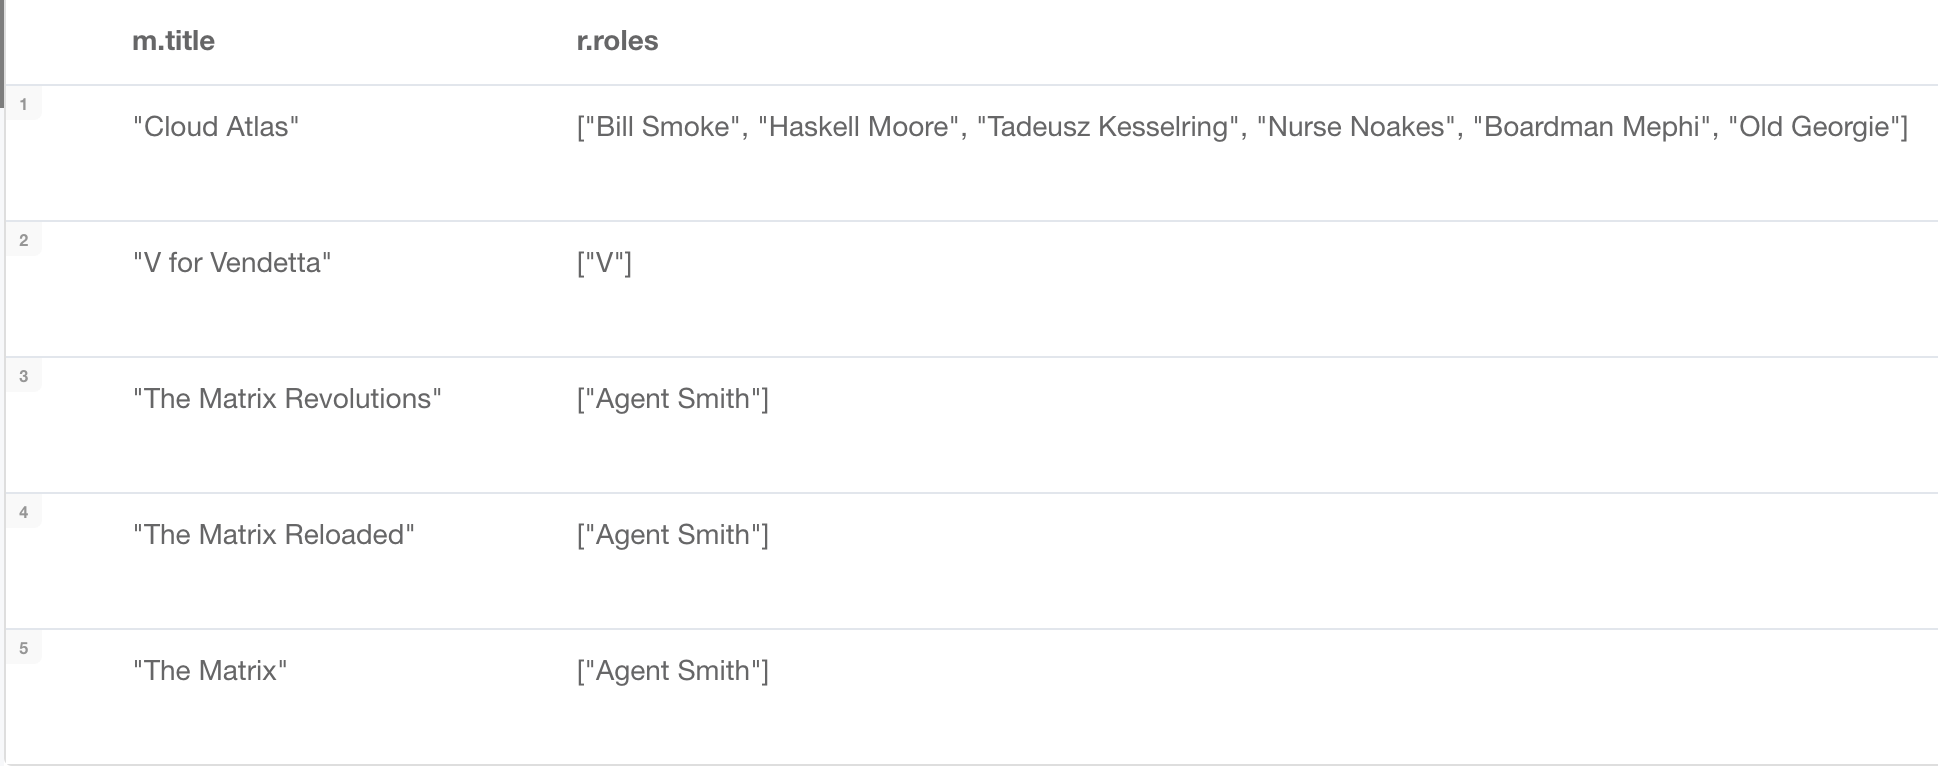 m.title r.roles
1
"Cloud Atlas" ["Bill Smoke", "Haskell Moore", "Tadeusz Kesselring", "Nurse Noakes", "Boardman Mephi", "Old Georgie"]
2
"V for Vendetta" ["V"]
3
"The Matrix Revolutions" ["Agent Smith"]
4
"The Matrix Reloaded" ["Agent Smith"]
5
"The Matrix" ["Agent Smith"]